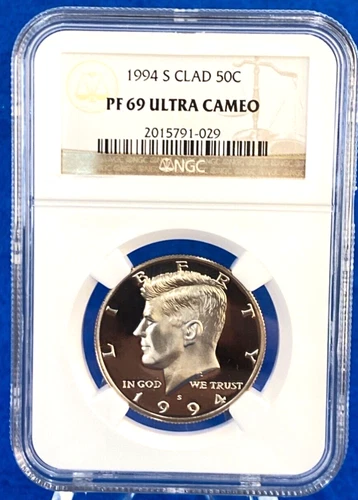 1994 S CLAD 50C
PF 69 ULTRA CAMEO
2015791-029
NGC
LIBERTY
IN GOD WE TRUST
S
1994